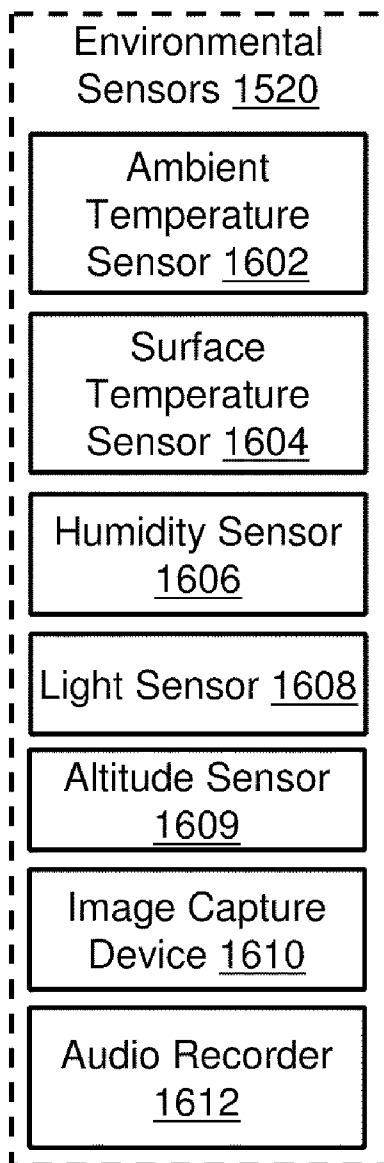 Environmental
Sensors 1520
Ambient
Temperature
Sensor 1602
Surface
Temperature
Sensor 1604
Humidity Sensor
1606
Light Sensor 1608
Altitude Sensor
1609
Image Capture
Device 1610
Audio Recorder
1612